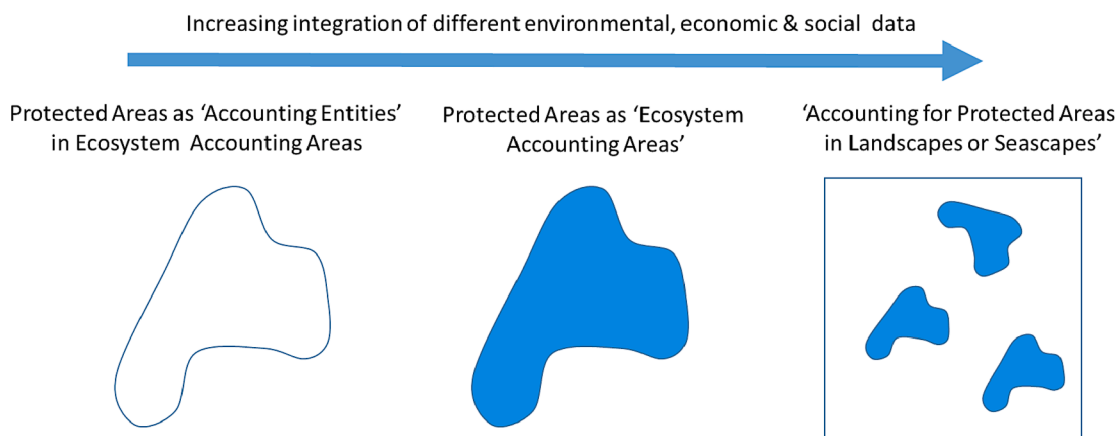 Increasing integration of different environmental, economic & social data
Protected Areas as ‘Accounting Entities’
in Ecosystem Accounting Areas
Protected Areas as ‘Ecosystem
Accounting Areas’
‘Accounting for Protected Areas
in Landscapes or Seascapes’